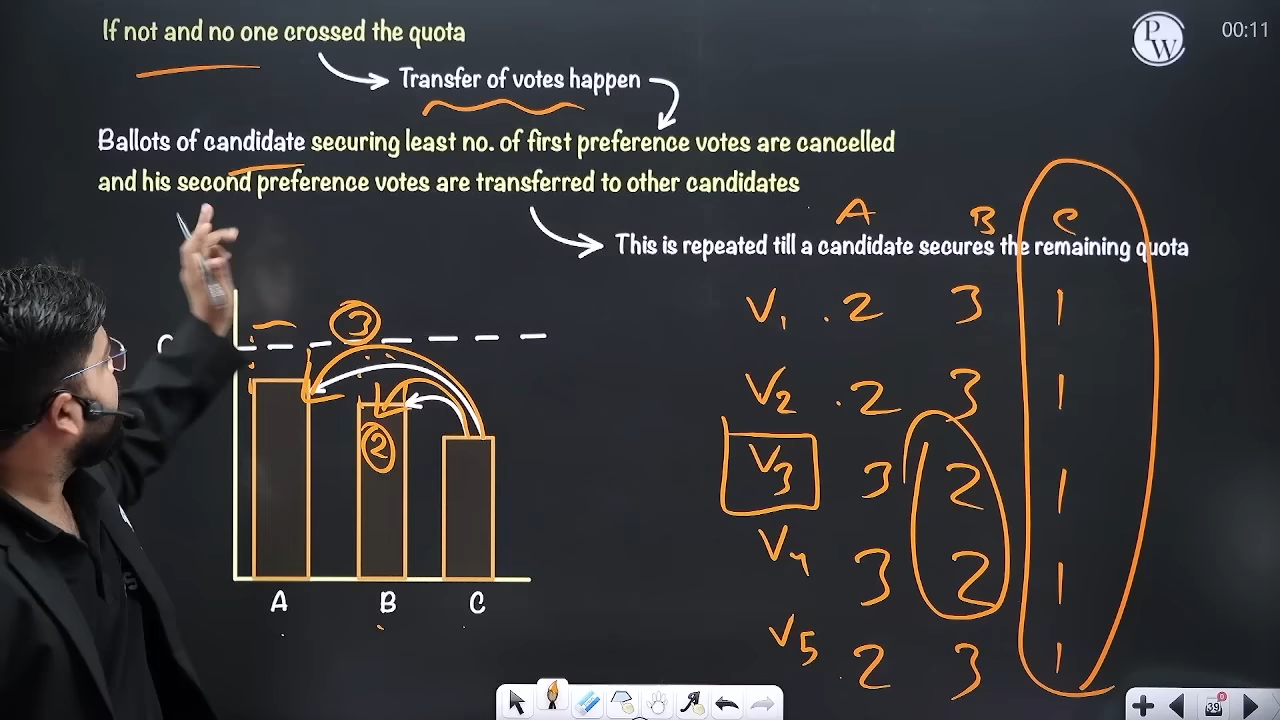 If not and no one crossed the quota
PW
00:11
Transfer of votes happen
Ballots of candidate securing least no. of first preference votes are cancelled
and his second preference votes are transferred to other candidates
This is repeated till a candidate secures the remaining quota
A B C
V1 2 3 1
V2 2 3 1
V3 3 2 1
V4 3 2 1
V5 2 3 1
3
2
A B C
39